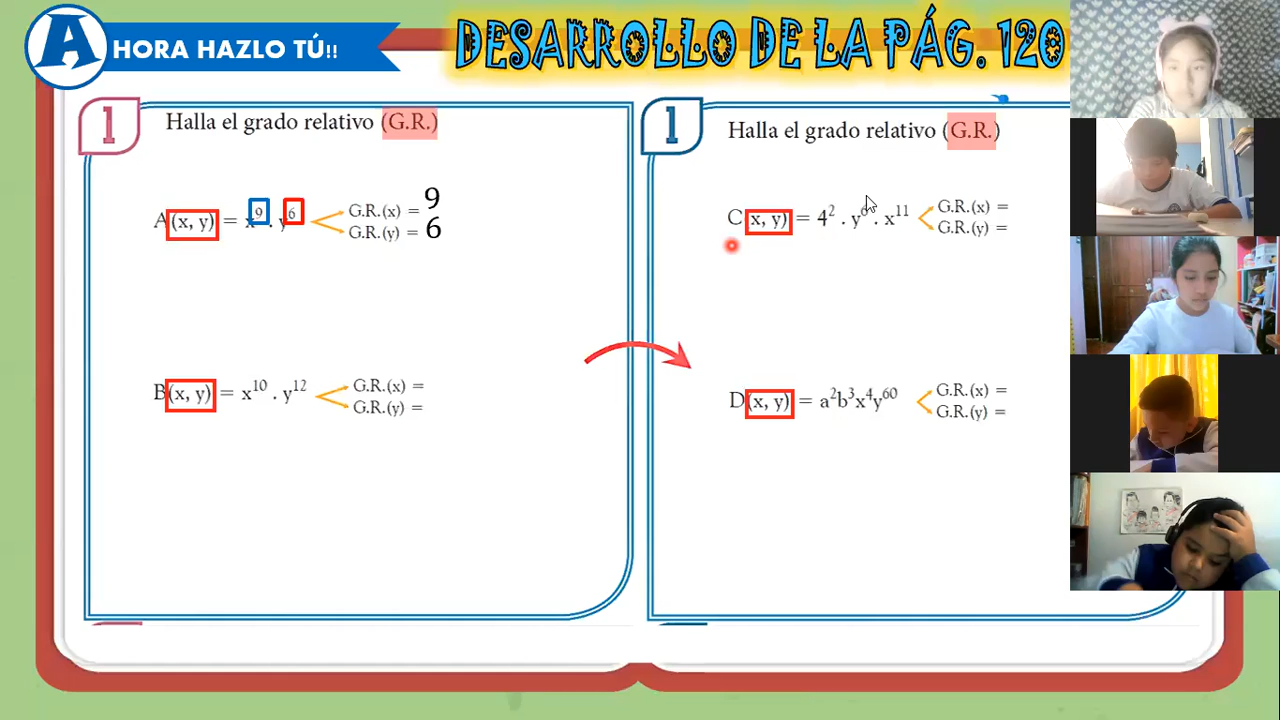 A HORA HAZLO TÚ!!
DESARROLLO DE LA PÁG. 120
1
Halla el grado relativo (G.R.)
A(x, y) = x⁹ . y⁶
G.R.(x) = 9
G.R.(y) = 6
B(x, y) = x¹⁰ . y¹²
G.R.(x) =
G.R.(y) =
1
Halla el grado relativo (G.R.)
C(x, y) = 4² . y . x¹¹
G.R.(x) =
G.R.(y) =
D(x, y) = a²b³x⁴y⁶⁰
G.R.(x) =
G.R.(y) =